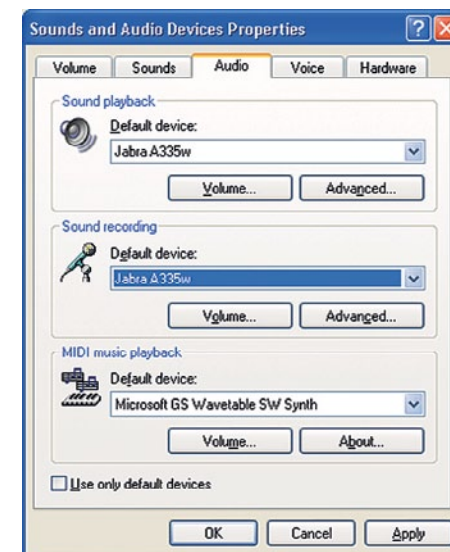 Sounds and Audio Devices Properties
Volume Sounds Audio Voice Hardware
Sound playback
Default device:
Jabra A335w
Volume... Advanced...
Sound recording
Default device:
Jabra A335w
Volume... Advanced...
MIDI music playback
Default device:
Microsoft GS Wavetable SW Synth
Volume... About...
Use only default devices
OK Cancel Apply